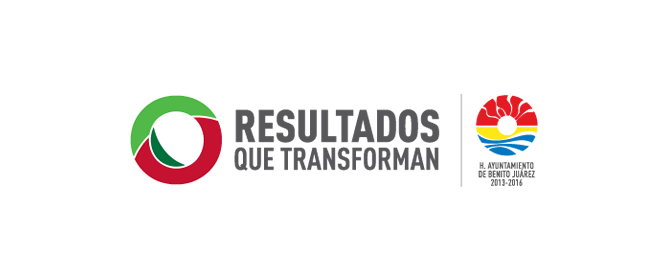 RESULTADOS
QUE TRANSFORMAN
H. AYUNTAMIENTO
DE BENITO JUÁREZ
2013-2016